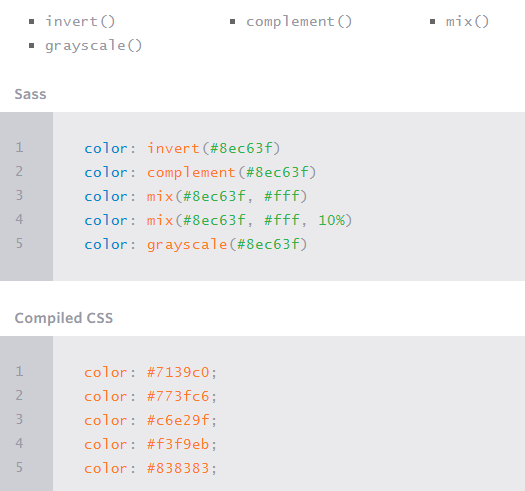 invert() complement() mix()
grayscale()
Sass
1 color: invert(#8ec63f)
2 color: complement(#8ec63f)
3 color: mix(#8ec63f, #fff)
4 color: mix(#8ec63f, #fff, 10%)
5 color: grayscale(#8ec63f)
Compiled CSS
1 color: #7139c0;
2 color: #773fc6;
3 color: #c6e29f;
4 color: #f3f9eb;
5 color: #838383;